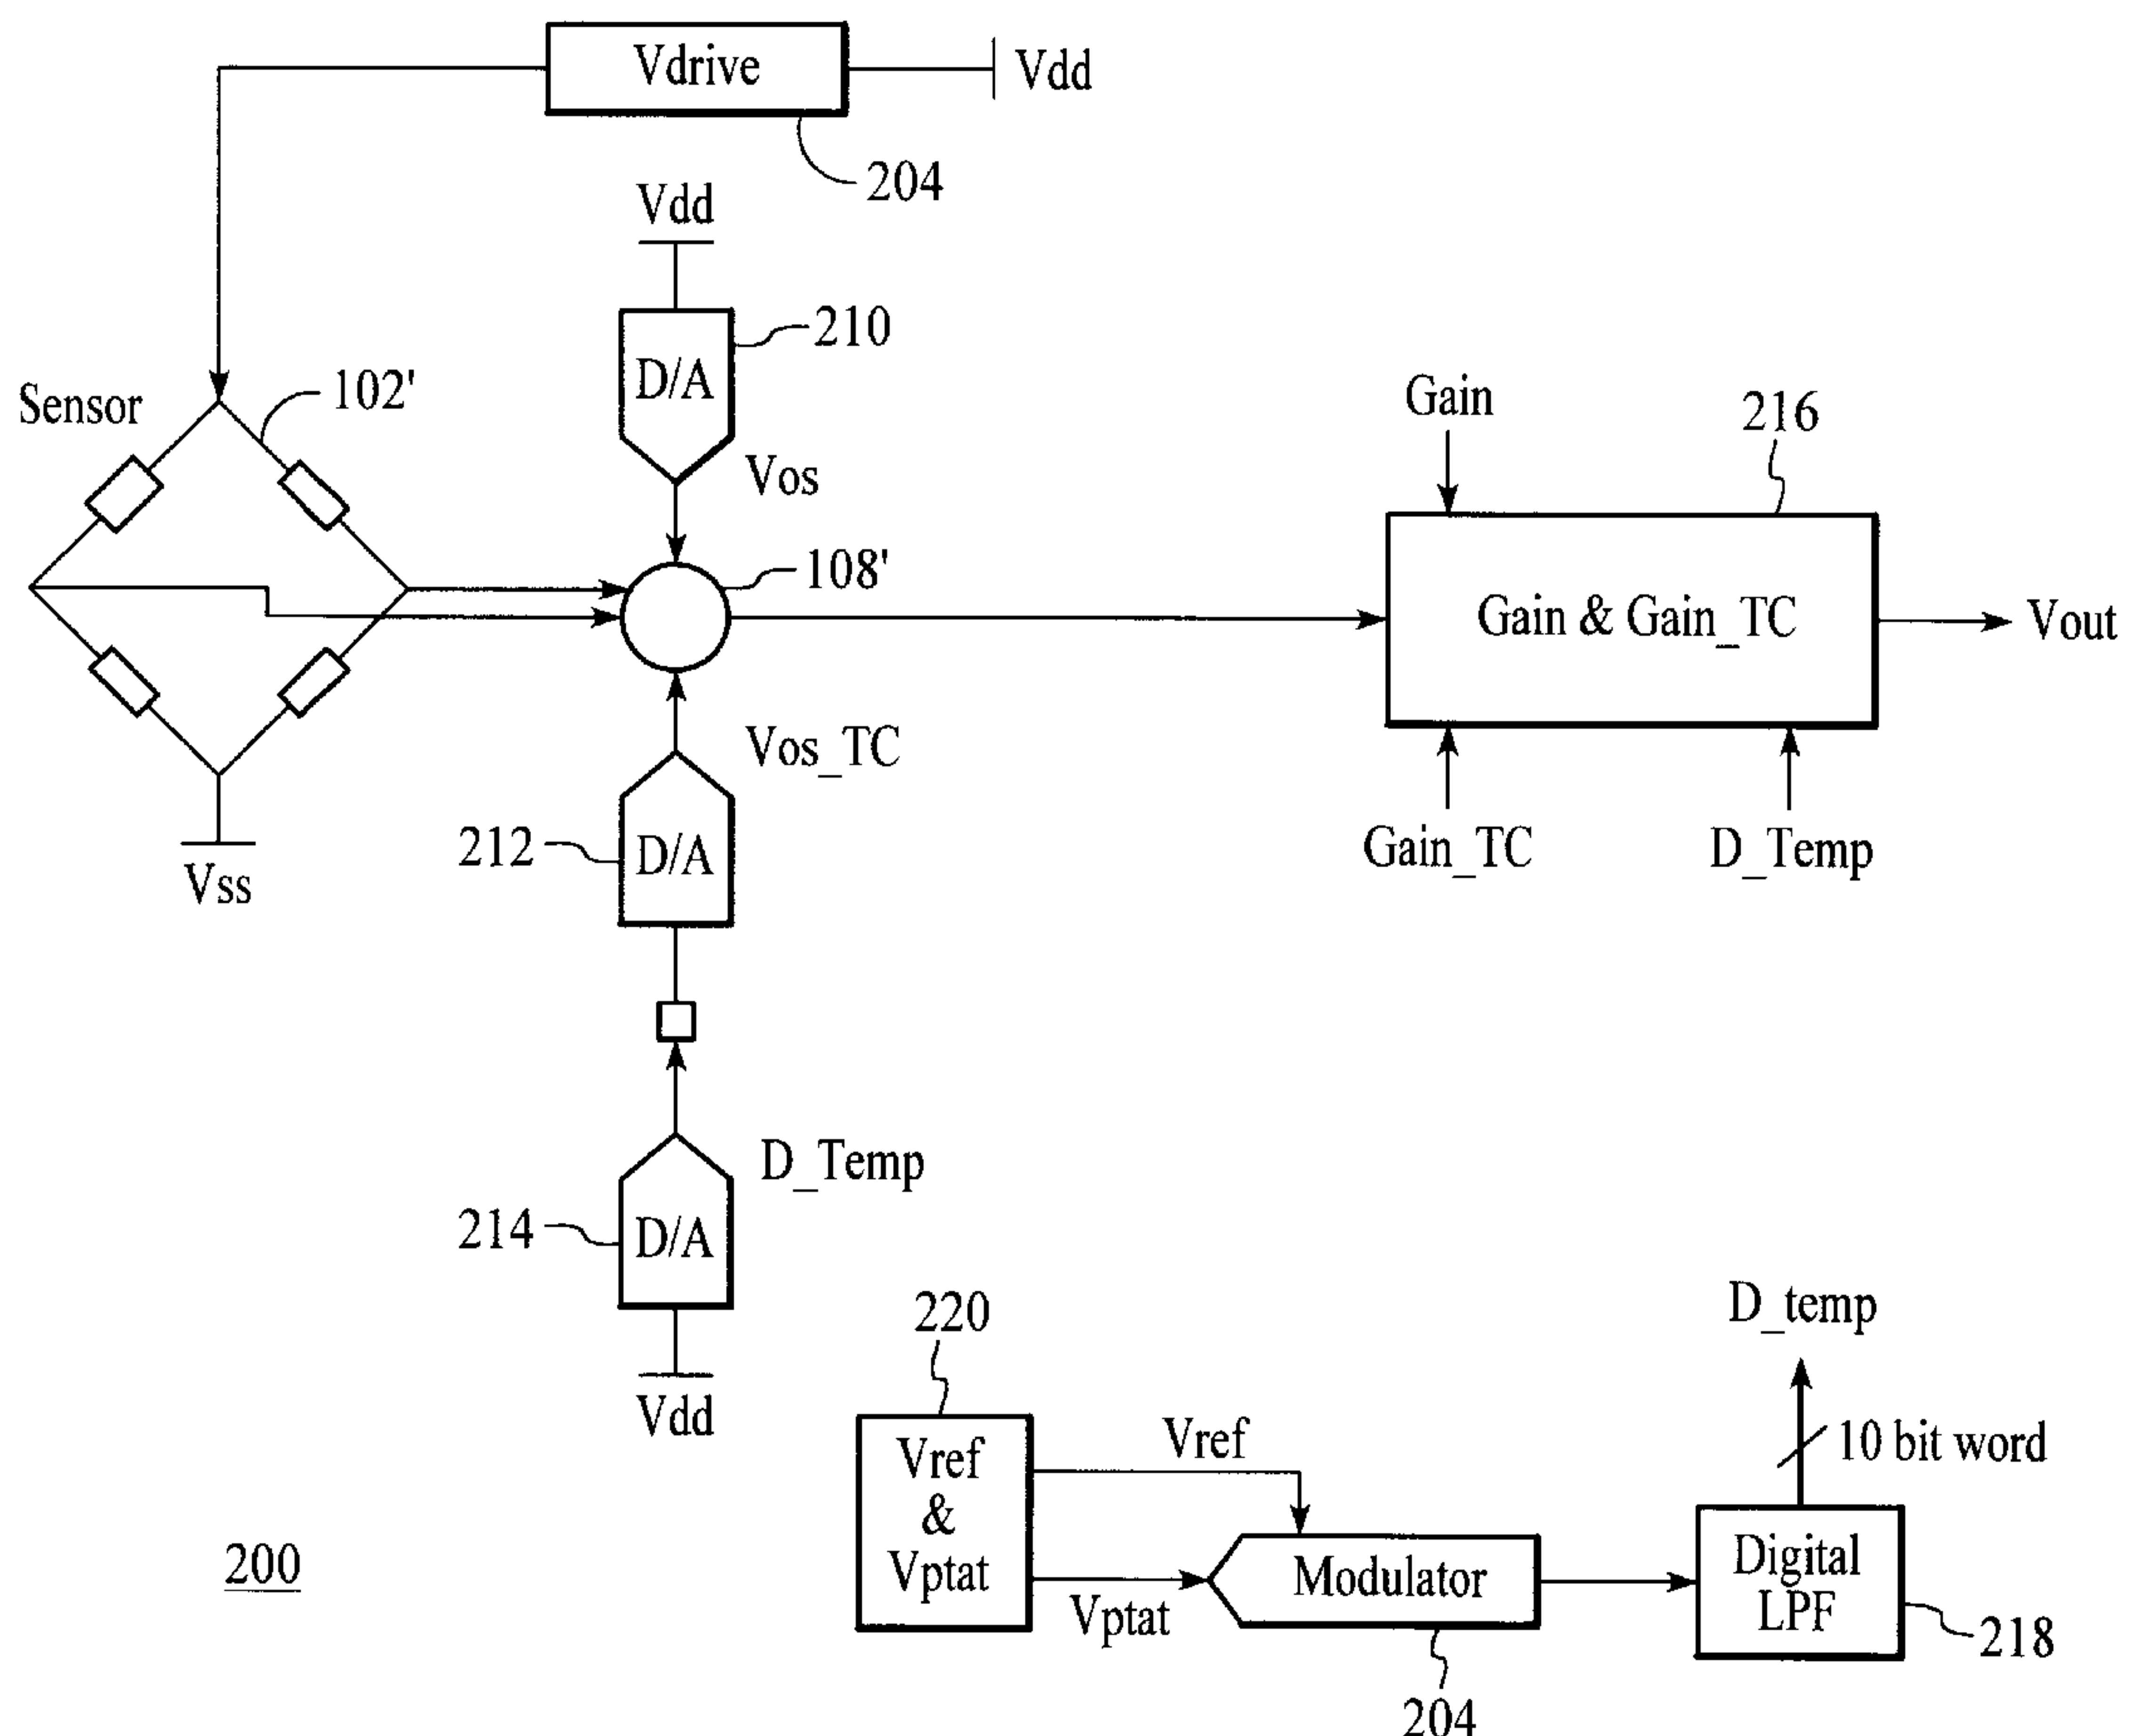 Vdrive
Vdd
204
Vdd
210
D/A
Sensor
102'
Vos
Gain
216
108'
Gain & Gain_TC
Vout
Vos_TC
212
D/A
Gain_TC
D_Temp
Vss
D_Temp
214
D/A
Vdd
220
D_temp
Vref
&
Vptat
Vref
10 bit word
Vptat
Modulator
Digital
LPF
218
200
204